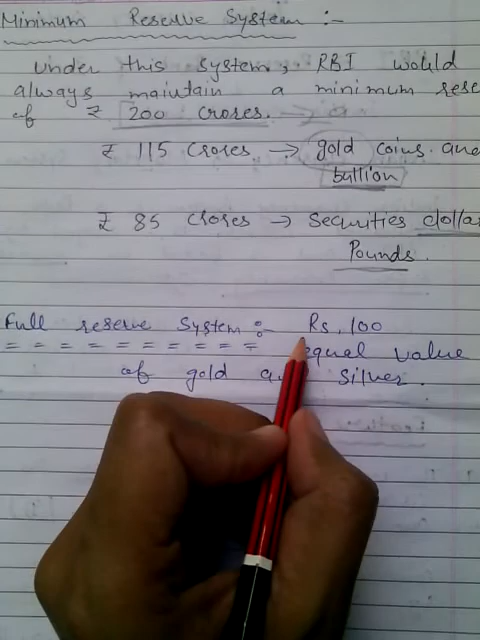 Minimum Reserve System :-
Under this system, RBI would
always maintain a minimum rese
of ₹ 200 crores.
₹ 115 crores → gold coins and
bullion
₹ 85 crores → securities dollar
Pounds.
Full reserve system :- Rs. 100
equal value
of gold silver.